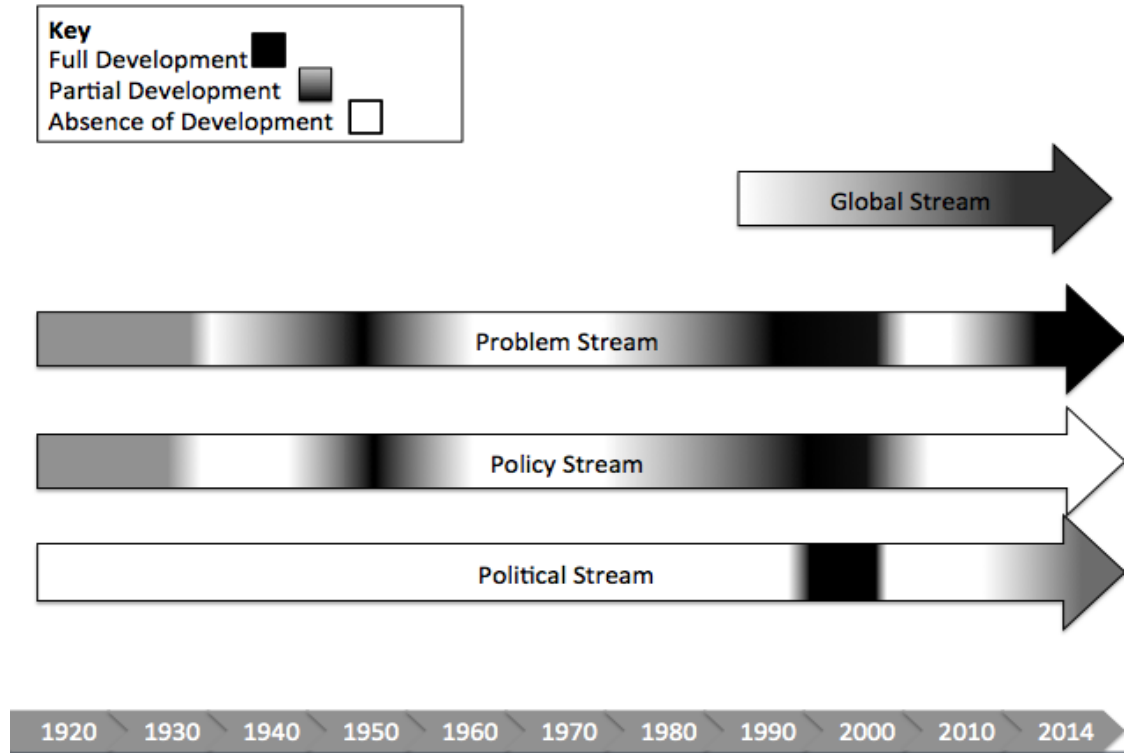 Key
Full Development
Partial Development
Absence of Development
Global Stream
Problem Stream
Policy Stream
Political Stream
1920 1930 1940 1950 1960 1970 1980 1990 2000 2010 2014